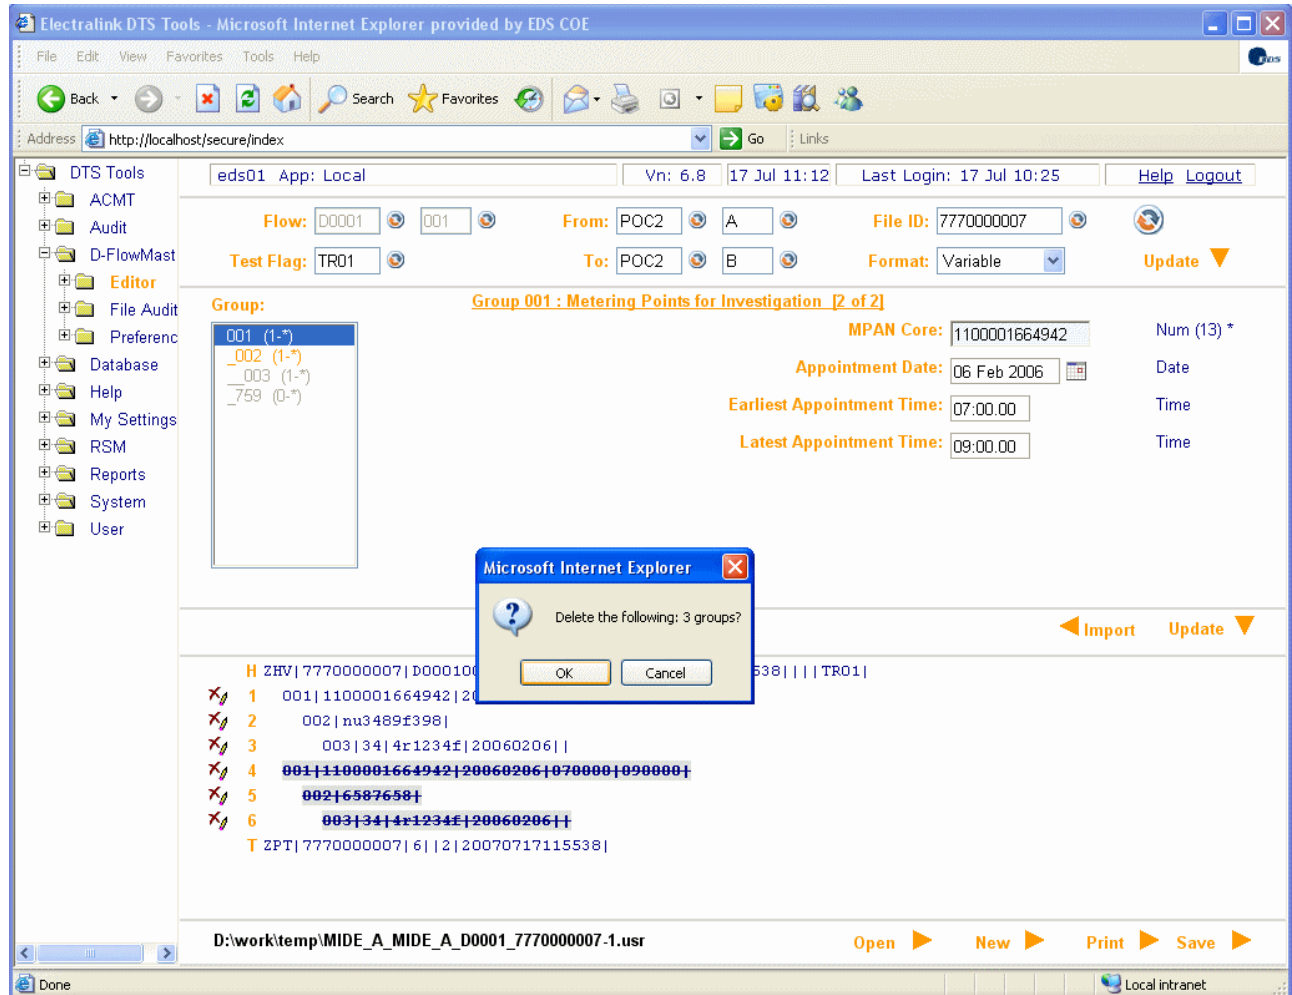 Electralink DTS Tools - Microsoft Internet Explorer provided by EDS COE
File Edit View Favorites Tools Help
EDS
Back Search Favorites
Address http://localhost/secure/index Go Links
DTS Tools
ACMT
Audit
D-FlowMast
Editor
File Audit
Preferenc
Database
Help
My Settings
RSM
Reports
System
User
eds01 App: Local Vn: 6.8 17 Jul 11:12 Last Login: 17 Jul 10:25 Help Logout
Flow: D0001 001 From: POC2 A File ID: 7770000007
Test Flag: TR01 To: POC2 B Format: Variable Update
Group: Group 001 : Metering Points for Investigation [2 of 2]
001 (1-*)
_002 (1-*)
__003 (1-*)
_759 (0-*)
MPAN Core: 1100001664942 Num (13) *
Appointment Date: 06 Feb 2006 Date
Earliest Appointment Time: 07:00.00 Time
Latest Appointment Time: 09:00.00 Time
Microsoft Internet Explorer
Delete the following: 3 groups?
OK Cancel
Import Update
H ZHV|7770000007|D00010 538||||TR01|
1 001|1100001664942|2
2 002|nu3489f398|
3 003|34|4r1234f|20060206||
4 001|1100001664942|20060206|070000|090000|
5 002|6587658|
6 003|34|4r1234f|20060206||
T ZPT|7770000007|6||2|20070717115538|
D:\work\temp\MIDE_A_MIDE_A_D0001_7770000007-1.usr Open New Print Save
Done Local intranet